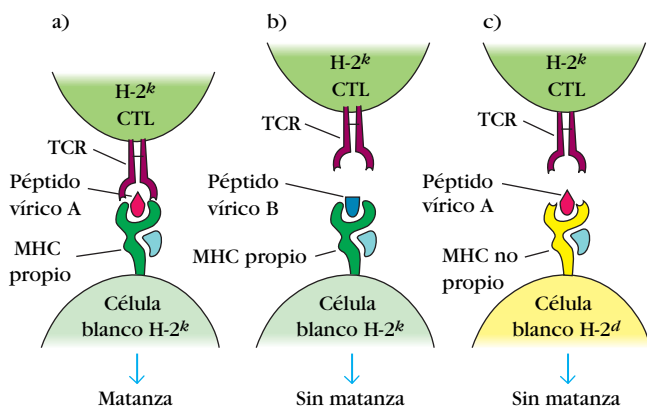 a)
H-2k
CTL
TCR
Péptido
vírico A
MHC
propio
Célula
blanco H-2k
Matanza
b)
H-2k
CTL
TCR
Péptido
vírico B
MHC propio
Célula
blanco H-2k
Sin matanza
c)
H-2k
CTL
TCR
Péptido
vírico A
MHC no
propio
Célula
blanco H-2d
Sin matanza